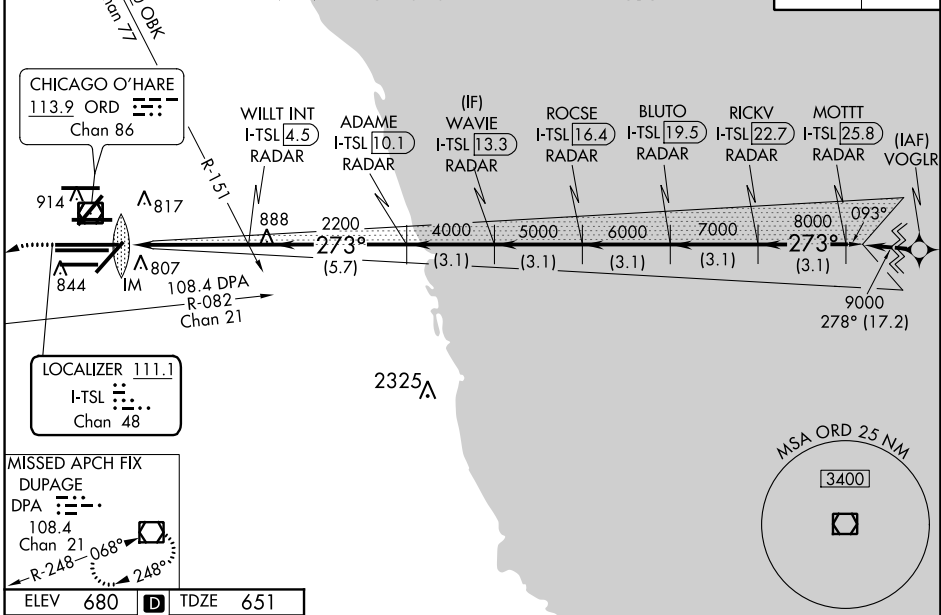 OBK
Chan 77
CHICAGO O'HARE
113.9 ORD
Chan 86
R-151
WILLT INT
I-TSL 4.5
RADAR
ADAME
I-TSL 10.1
RADAR
(IF)
WAVIE
I-TSL 13.3
RADAR
ROCSE
I-TSL 16.4
RADAR
BLUTO
I-TSL 19.5
RADAR
RICKV
I-TSL 22.7
RADAR
MOTTT
I-TSL 25.8
RADAR
(IAF)
VOGLR
914
817
888
2200
4000
5000
6000
7000
8000
093°
273°
273°
(5.7)
(3.1)
(3.1)
(3.1)
(3.1)
(3.1)
844
807
IM
108.4 DPA
R-082
Chan 21
9000
278° (17.2)
LOCALIZER 111.1
I-TSL
Chan 48
2325
MSA ORD 25 NM
3400
MISSED APCH FIX
DUPAGE
DPA
108.4
Chan 21
R-248
068°
248°
ELEV 680 D TDZE 651